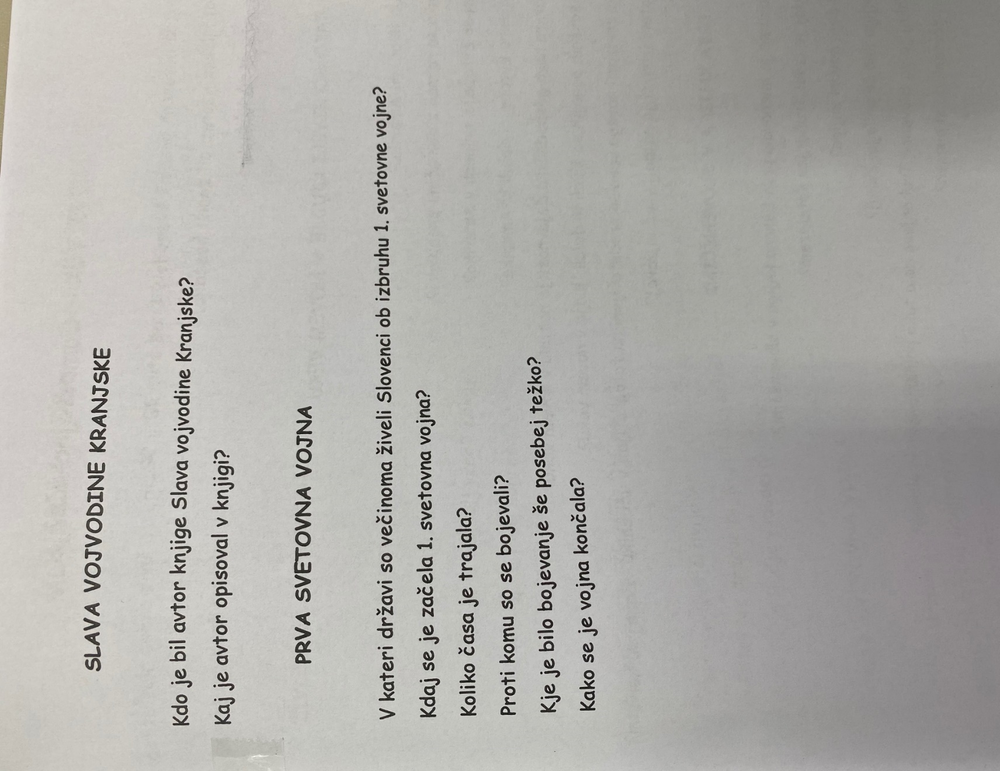 SLAVA VOJVODINE KRANJSKE
Kdo je bil avtor knjige Slava vojvodine Kranjske?
Kaj je avtor opisoval v knjigi?
PRVA SVETOVNA VOJNA
V kateri državi so večinoma živeli Slovenci ob izbruhu 1. svetovne vojne?
Kdaj se je začela 1. svetovna vojna?
Koliko časa je trajala?
Proti komu so se bojevali?
Kje je bilo bojevanje še posebej težko?
Kako se je vojna končala?